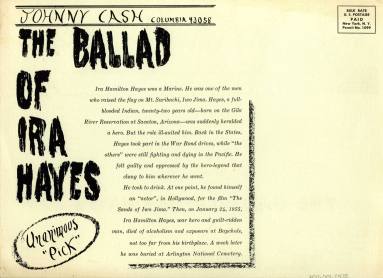 JOHNNY CASH COLUMBIA 43058
BULK RATE
U. S. POSTAGE
PAID
New York, N. Y.
Permit No. 1099
THE BALLAD
OF
IRA
HAYES
Ira Hamilton Hayes was a Marine. He was one of the men
who raised the flag on Mt. Suribachi, Iwo Jima. Hayes, a full-
blooded Indian, twenty-two years old—born on the Gila
River Reservation at Sacaton, Arizona—was suddenly heralded
a hero. But the role ill-suited him. Back in the States,
Hayes took part in the War Bond drives, while "the
others" were still fighting and dying in the Pacific. He
felt guilty and oppressed by the hero-legend that
clung to him wherever he went.
He took to drink. At one point, he found himself
an "actor", in Hollywood, for the film "The
Sands of Iwo Jima." Then, on January 24, 1955,
Ira Hamilton Hayes, war hero and guilt-ridden
man, died of alcoholism and exposure at Bapchule,
not too far from his birthplace. A week later
he was buried at Arlington National Cemetery.
Unanimous
"Pick"